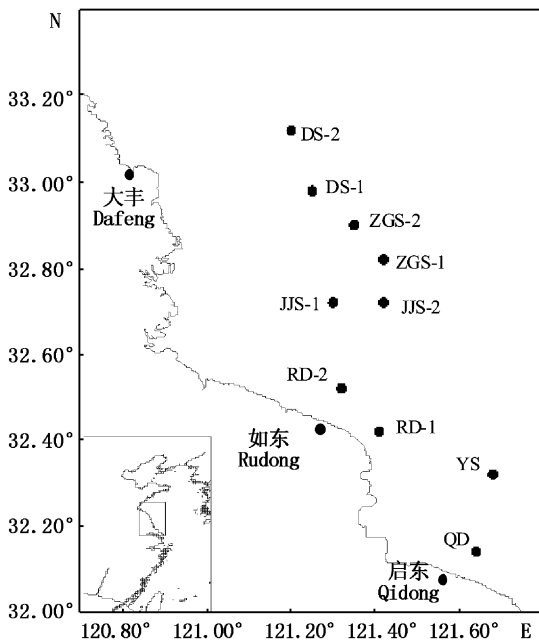 N
33.20°
DS-2
33.00°
DS-1
大丰
Dafeng
ZGS-2
32.80°
ZGS-1
JJS-1
JJS-2
32.60°
RD-2
32.40°
如东
Rudong
RD-1
YS
32.20°
QD
启东
Qidong
32.00°
120.80° 121.00° 121.20° 121.40° 121.60° E